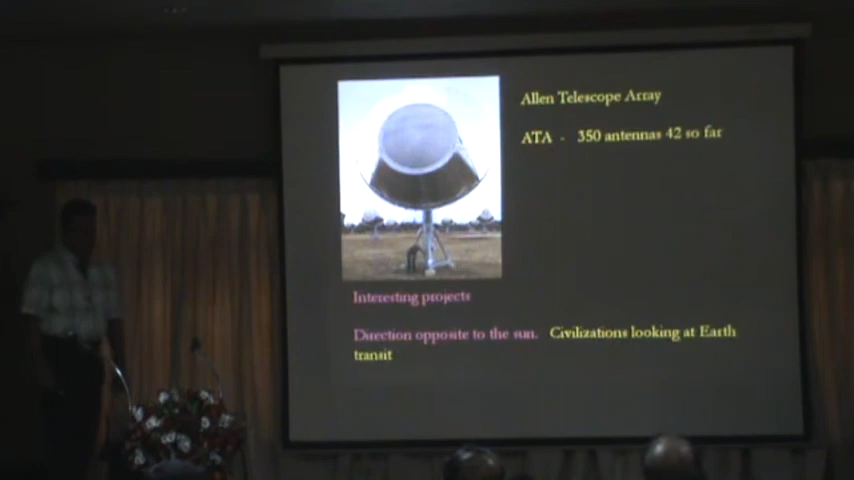 Allen Telescope Array
ATA - 350 antennas 42 so far
Interesting projects
Direction opposite to the sun. Civilizations looking at Earth
transit